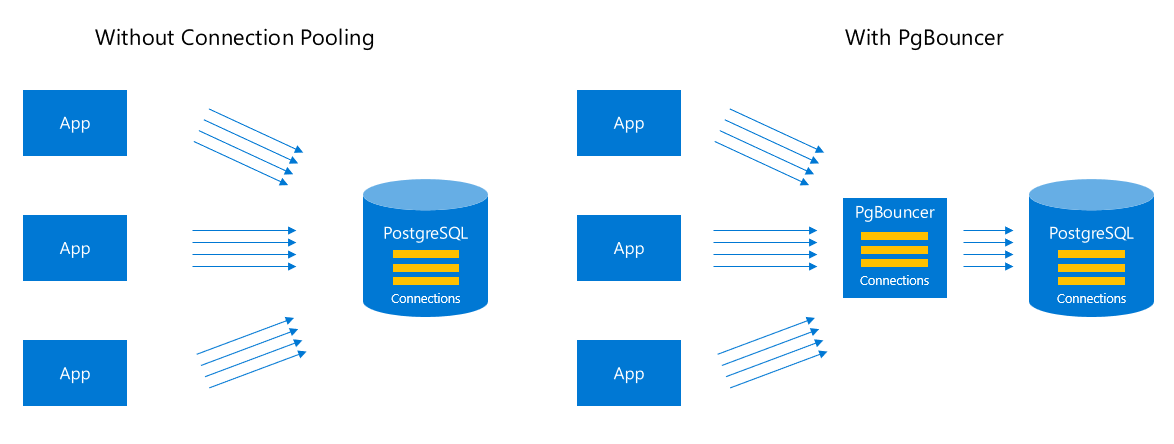 Without Connection Pooling
App
App
App
PostgreSQL
Connections
With PgBouncer
App
App
App
PgBouncer
Connections
PostgreSQL
Connections